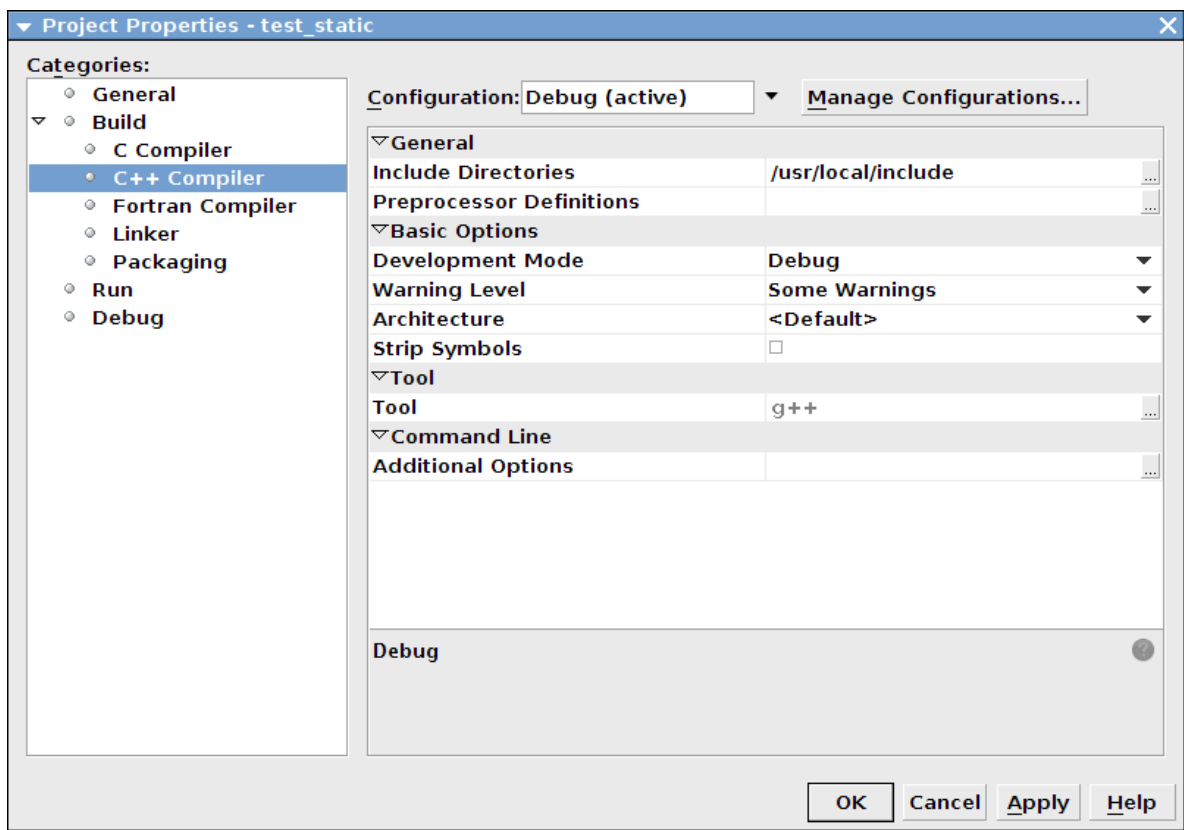 Project Properties - test_static
Categories:
General
Build
C Compiler
C++ Compiler
Fortran Compiler
Linker
Packaging
Run
Debug
Configuration: Debug (active) Manage Configurations...
General
Include Directories /usr/local/include ...
Preprocessor Definitions ...
Basic Options
Development Mode Debug
Warning Level Some Warnings
Architecture <Default>
Strip Symbols
Tool
Tool g++ ...
Command Line
Additional Options ...
Debug ?
OK Cancel Apply Help